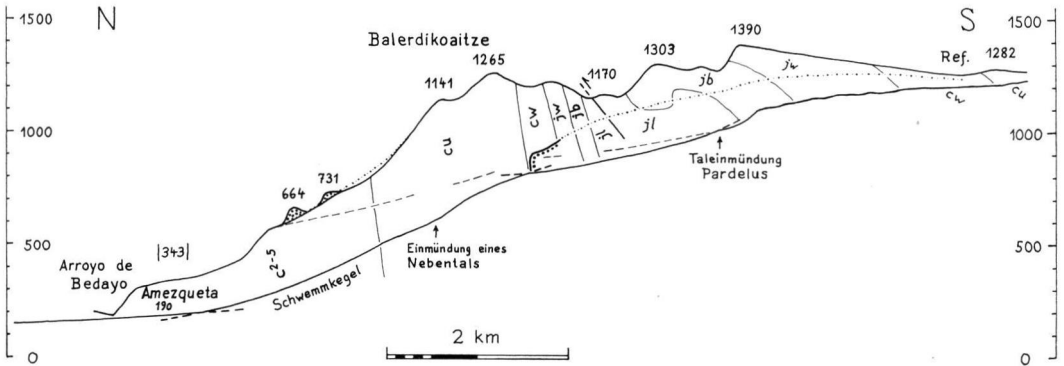 N
S
1500
1500
1390
Balerdikoaitze
1303
Ref.
1282
1265
1170
1141
jb
jw
cw
cu
cw
jw
jb
jl
jl
cu
1000
1000
Taleinmündung
Pardelus
731
664
500
500
|343|
c2-5
Einmündung eines
Nebentals
Arroyo de
Bedayo
Amezqueta
190
Schwemmkegel
2 km
0
0